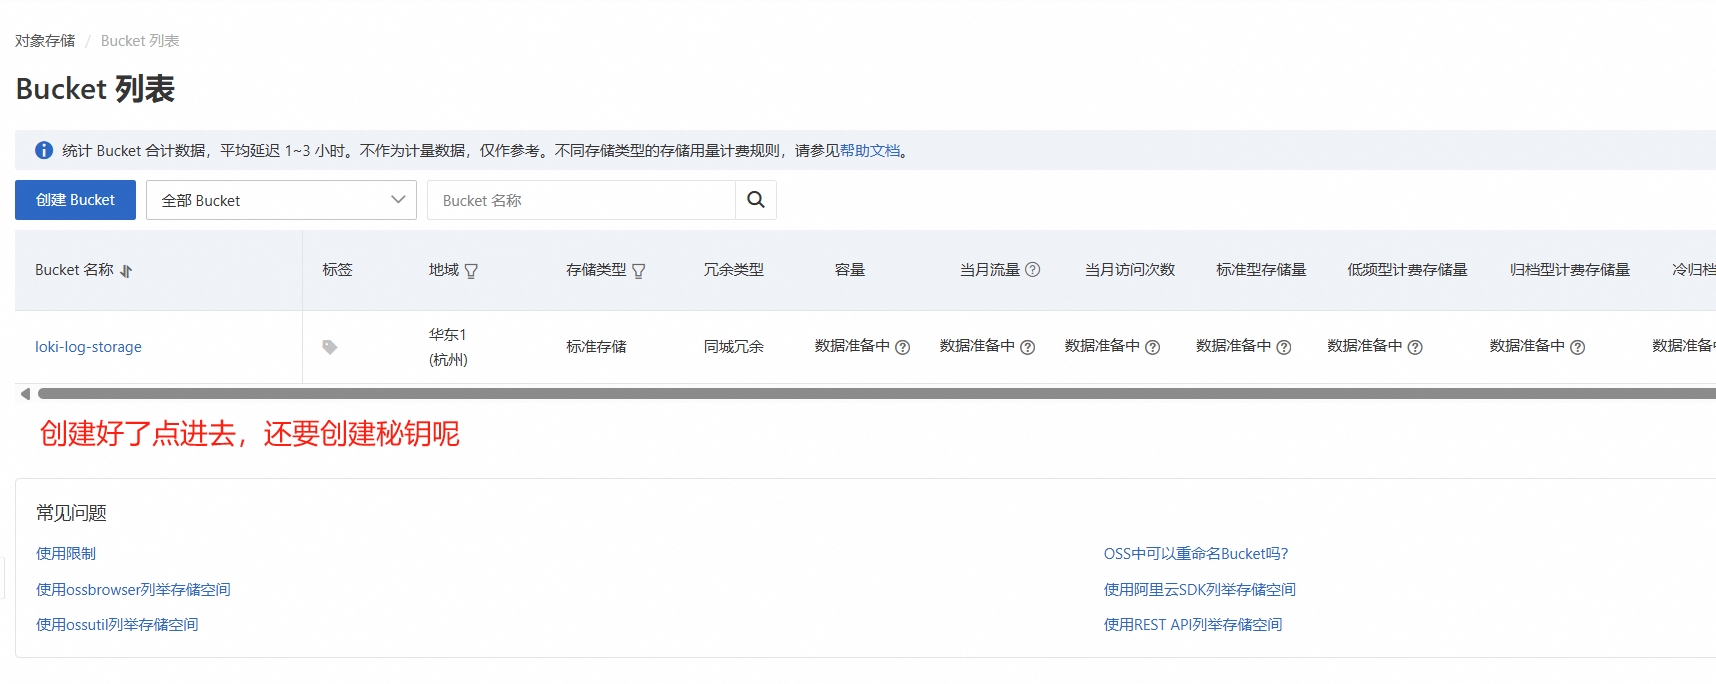 对象存储 / Bucket 列表
Bucket 列表
统计 Bucket 合计数据，平均延迟 1~3 小时。不作为计量数据，仅作参考。不同存储类型的存储用量计费规则，请参见帮助文档。
创建 Bucket 全部 Bucket Bucket 名称
Bucket 名称 标签 地域 存储类型 冗余类型 容量 当月流量 当月访问次数 标准型存储量 低频型计费存储量 归档型计费存储量 冷归档
loki-log-storage 华东1 标准存储 同城冗余 数据准备中 数据准备中 数据准备中 数据准备中 数据准备中 数据准备中 数据准备
(杭州)
创建好了点进去，还要创建秘钥呢
常见问题
使用限制 OSS中可以重命名Bucket吗?
使用ossbrowser列举存储空间 使用阿里云SDK列举存储空间
使用ossutil列举存储空间 使用REST API列举存储空间